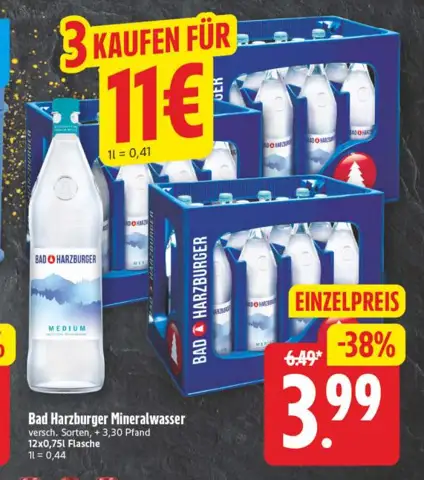 3 KAUFEN FÜR
11€
1l = 0,41
BAD HARZBURGER
MEDIUM
BAD HARZBURGER
EINZELPREIS
6.49*
-38%
3.99
Bad Harzburger Mineralwasser
versch. Sorten, + 3,30 Pfand
12x0,75l Flasche
1l = 0,44